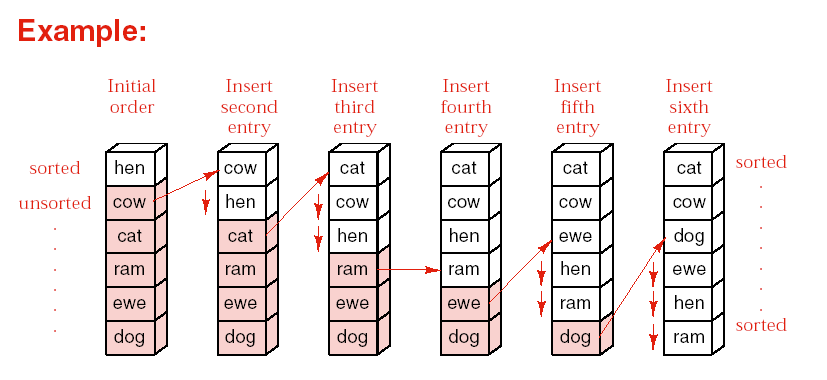 Example:
Initial order
Insert second entry
Insert third entry
Insert fourth entry
Insert fifth entry
Insert sixth entry
sorted hen cow cat cat cat cat sorted
unsorted cow hen cow cow cow cow
cat cat hen hen ewe dog
ram ram ram ram hen ewe
ewe ewe ewe ewe ram hen
dog dog dog dog dog ram sorted